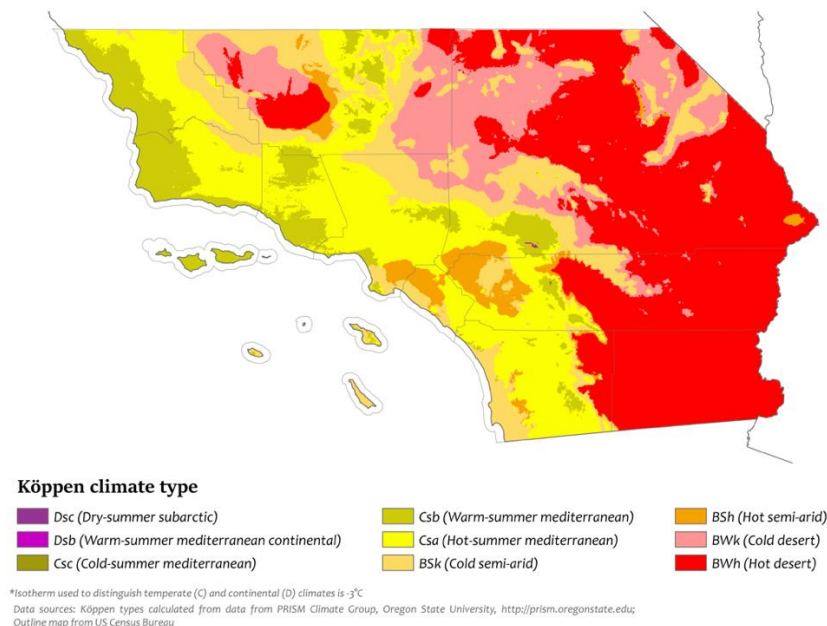 Köppen climate type
Dsc (Dry-summer subarctic)
Dsb (Warm-summer mediterranean continental)
Csc (Cold-summer mediterranean)
Csb (Warm-summer mediterranean)
Csa (Hot-summer mediterranean)
BSk (Cold semi-arid)
BSh (Hot semi-arid)
BWk (Cold desert)
BWh (Hot desert)
*Isotherm used to distinguish temperate (C) and continental (D) climates is -3°C
Data sources: Köppen types calculated from data from PRISM Climate Group, Oregon State University, http://prism.oregonstate.edu;
Outline map from US Census Bureau